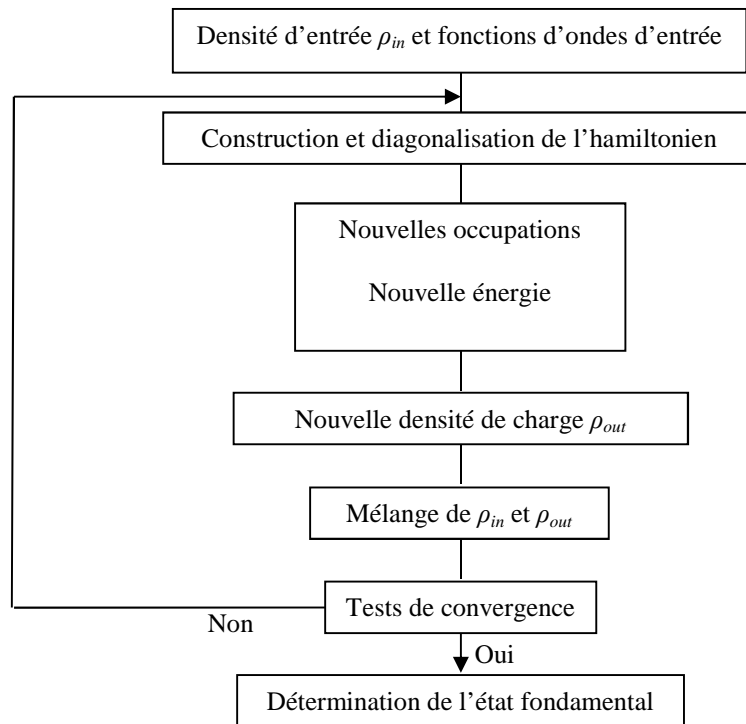 Densité d’entrée ρin et fonctions d’ondes d’entrée
Construction et diagonalisation de l’hamiltonien
Nouvelles occupations
Nouvelle énergie
Nouvelle densité de charge ρout
Mélange de ρin et ρout
Tests de convergence
Non
Oui
Détermination de l’état fondamental